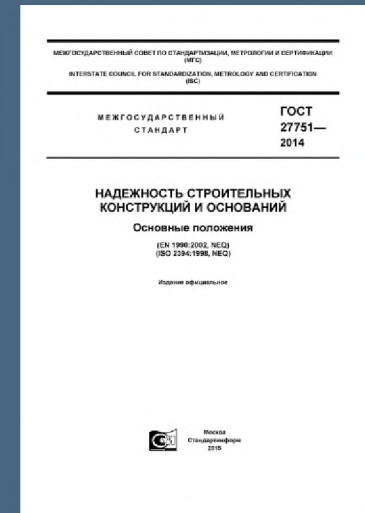 МЕЖГОСУДАРСТВЕННЫЙ СОВЕТ ПО СТАНДАРТИЗАЦИИ, МЕТРОЛОГИИ И СЕРТИФИКАЦИИ
(МГС)
INTERSTATE COUNCIL FOR STANDARDIZATION, METROLOGY AND CERTIFICATION
(ISC)
МЕЖГОСУДАРСТВЕННЫЙ
СТАНДАРТ
ГОСТ
27751—
2014
НАДЕЖНОСТЬ СТРОИТЕЛЬНЫХ
КОНСТРУКЦИЙ И ОСНОВАНИЙ
Основные положения
(EN 1990:2002, NEQ)
(ISO 2394:1998, NEQ)
Издание официальное
Москва
Стандартинформ
2015